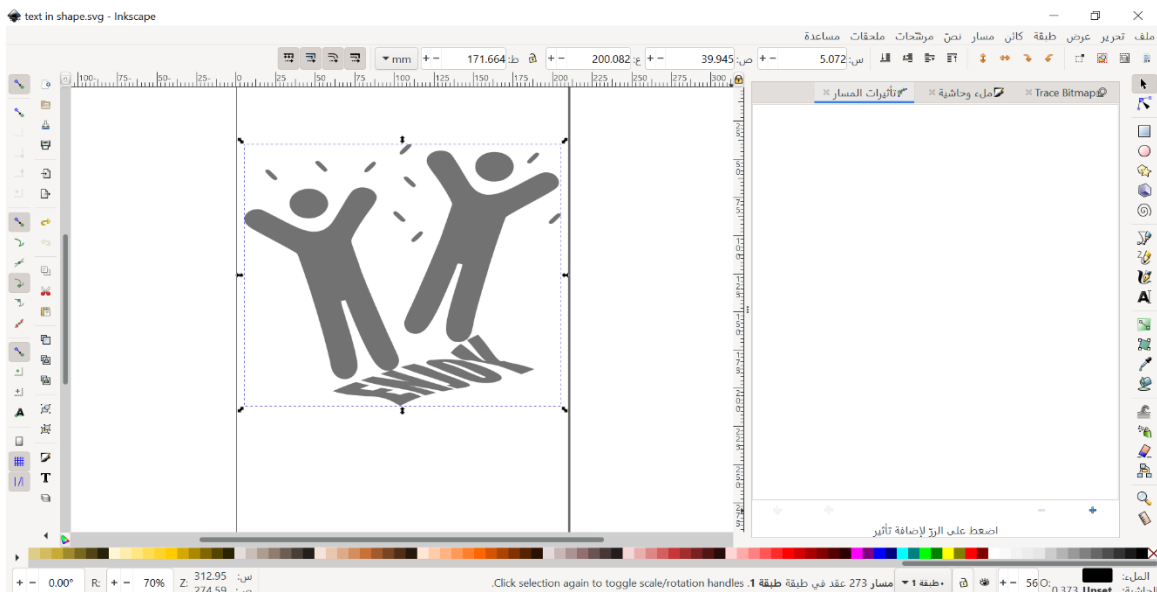 text in shape.svg - Inkscape
ملف تحرير عرض طبقة كائن مسار نصّ مرشّحات ملحقات مساعدة
س: 5.072 ص: 39.945 ع: 200.082 ط: 171.664 mm
Trace Bitmap ملء وحاشية تأثيرات المسار
ENJOY
اضغط على الزرّ لإضافة تأثير
الملء: O: 56 طبقة 1 مسار 273 عقد في طبقة طبقة 1. Click selection again to toggle scale/rotation handles. س: 312.95 Z: 70% R: 0.00°
0.373 Unset 274.59